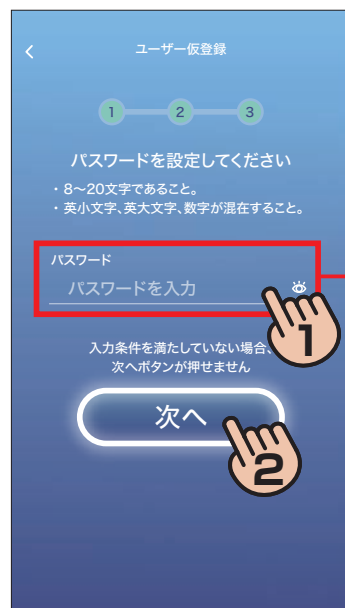 ユーザー仮登録
1 2 3
パスワードを設定してください
・8～20文字であること。
・英小文字、英大文字、数字が混在すること。
パスワード
パスワードを入力
1
入力条件を満たしていない場合、
次へボタンが押せません
次へ
2